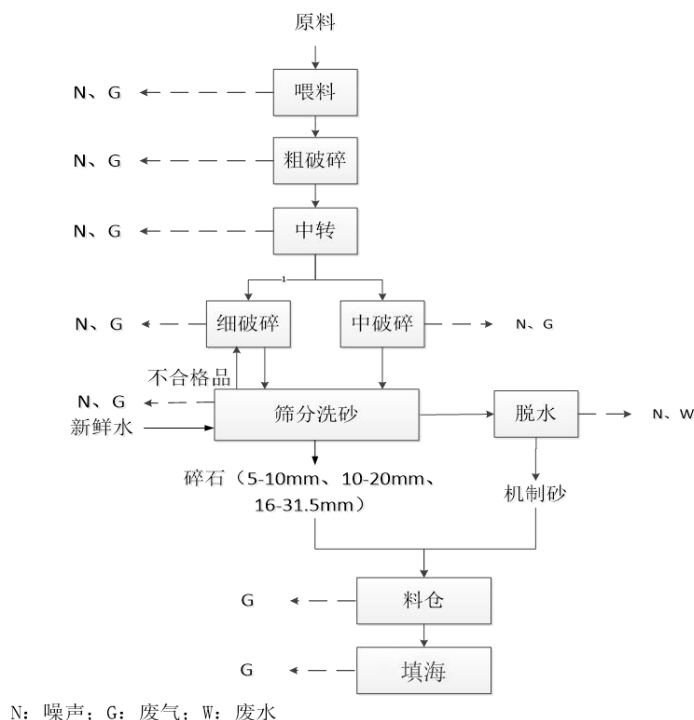 原料
N、G
喂料
N、G
粗破碎
N、G
中转
1
N、G
细破碎
中破碎
N、G
不合格品
N、G
新鲜水
筛分洗砂
脱水
N、W
碎石（5-10mm、10-20mm、
16-31.5mm）
机制砂
G
料仓
G
填海
N：噪声；G：废气；W：废水